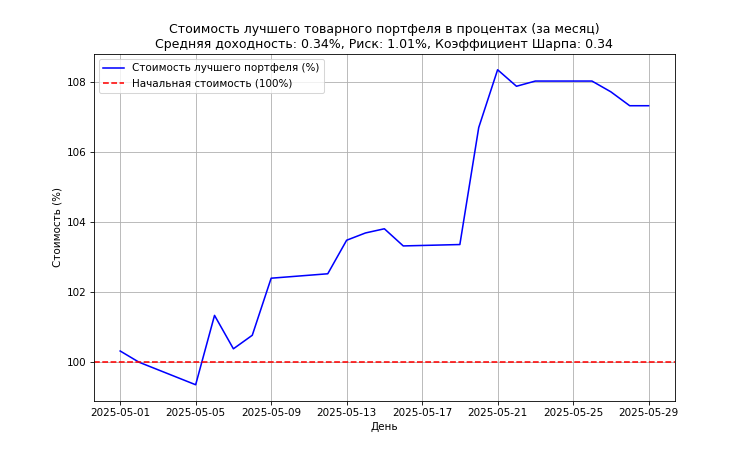 Стоимость лучшего товарного портфеля в процентах (за месяц)
Средняя доходность: 0.34%, Риск: 1.01%, Коэффициент Шарпа: 0.34
Стоимость лучшего портфеля (%)
Начальная стоимость (100%)
Стоимость (%)
108
106
104
102
100
2025-05-01 2025-05-05 2025-05-09 2025-05-13 2025-05-17 2025-05-21 2025-05-25 2025-05-29
День